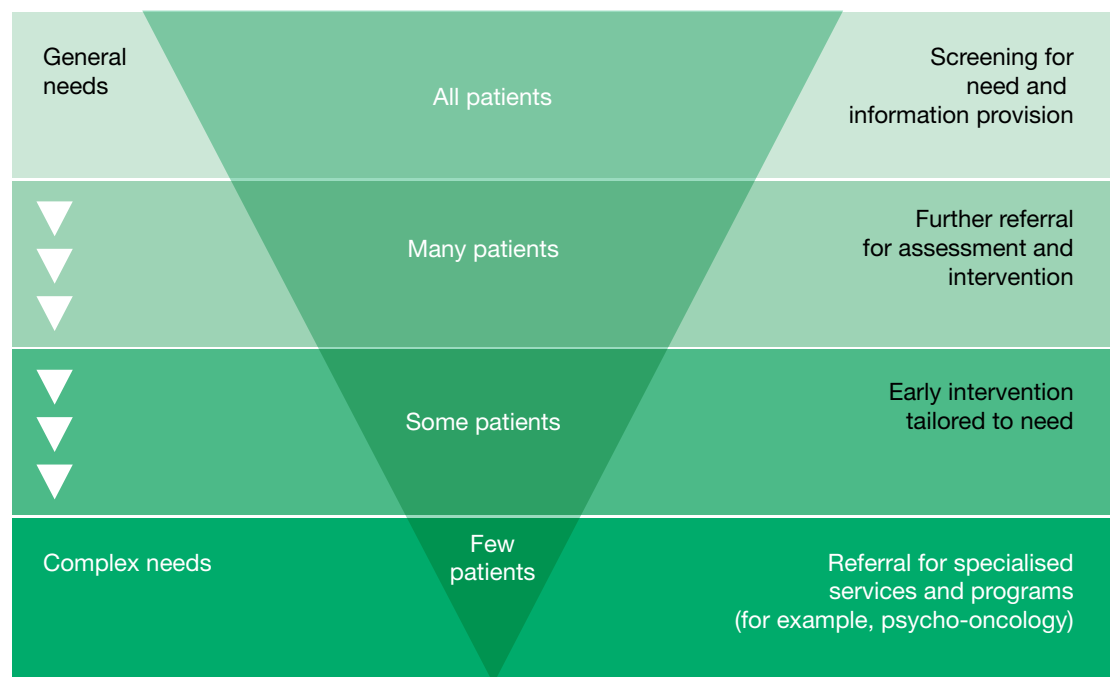 General
needs
All patients
Screening for
need and
information provision
Many patients
Further referral
for assessment and
intervention
Some patients
Early intervention
tailored to need
Complex needs
Few
patients
Referral for specialised
services and programs
(for example, psycho-oncology)